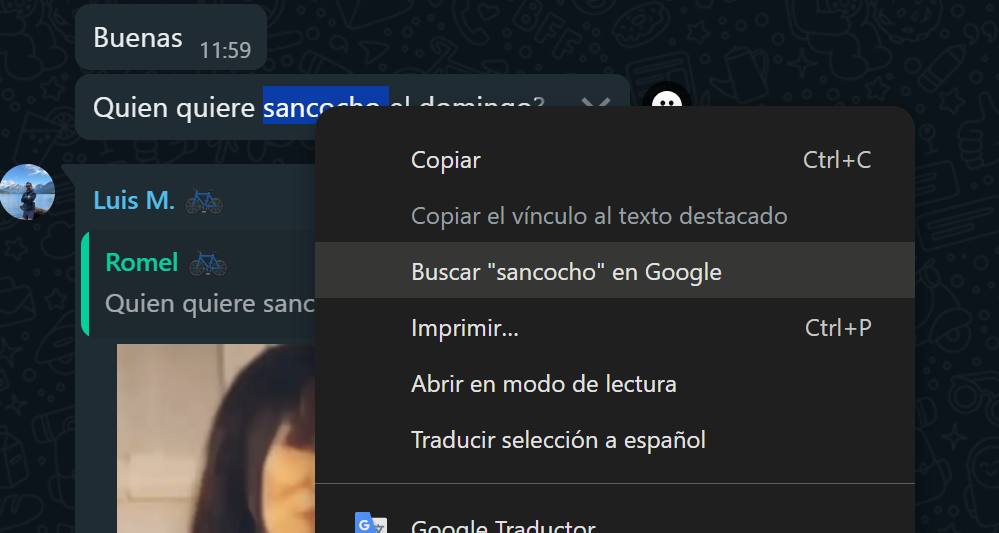 Buenas 11:59
Quien quiere sancocho el domingo?
Copiar Ctrl+C
Luis M.
Copiar el vínculo al texto destacado
Romel
Buscar "sancocho" en Google
Quien quiere sanc
Imprimir... Ctrl+P
Abrir en modo de lectura
Traducir selección a español
G
Google Traductor